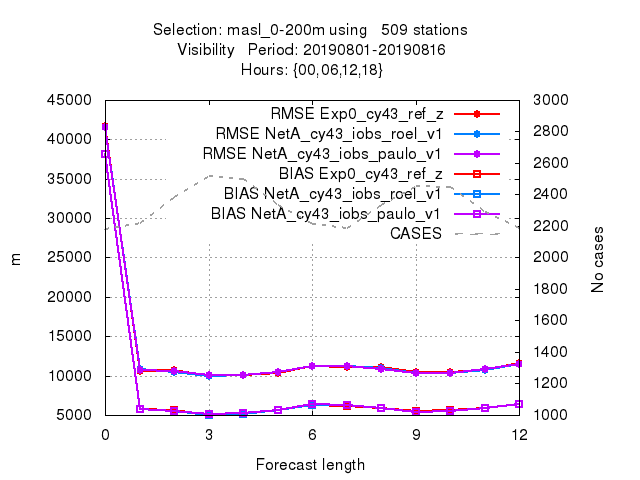 Selection: masl_0-200m using   509 stations
Visibility   Period: 20190801-20190816
Hours: {00,06,12,18}
45000 3000
RMSE Exp0_cy43_ref_z
40000 2800
RMSE NetA_cy43_iobs_roel_v1
RMSE NetA_cy43_iobs_paulo_v1
2600
35000
BIAS Exp0_cy43_ref_z
2400
BIAS NetA_cy43_iobs_roel_v1
30000
BIAS NetA_cy43_iobs_paulo_v1
2200
CASES
25000 2000
m
No cases
20000 1800
1600
15000
1400
10000
1200
5000 1000
0 3 6 9 12
Forecast length